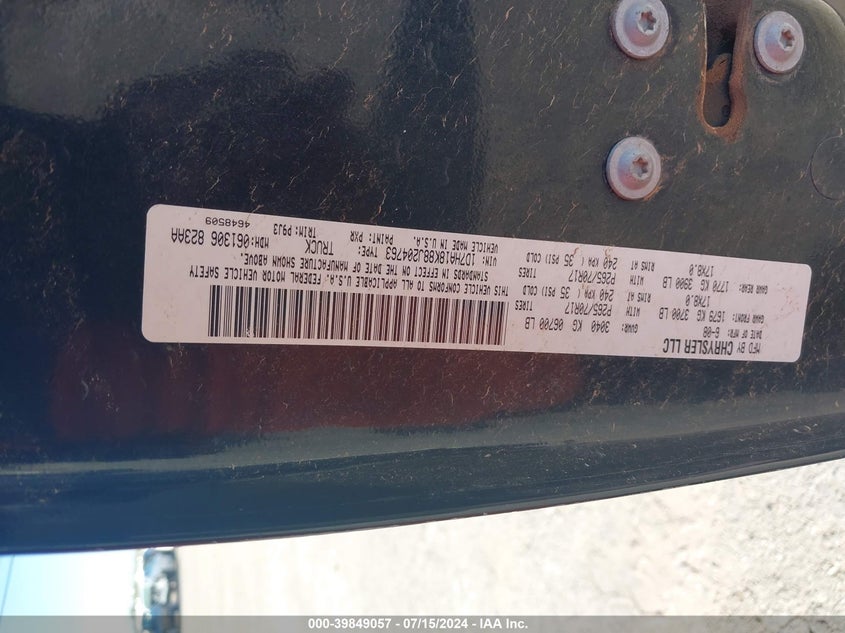 MFD BY CHRYSLER LLC
DATE OF MFR: 6-08 GVWR: 3040 KG 06700 LB
GAWR FRONT: 1679 KG 3700 LB WITH P265/70R17 TIRES
17X8.0 RIMS AT 240 KPA ( 35 PSI) COLD
GAWR REAR: 1770 KG 3900 LB WITH P265/70R17 TIRES
17X8.0 RIMS AT 240 KPA ( 35 PSI) COLD
THIS VEHICLE CONFORMS TO ALL APPLICABLE U.S.A. FEDERAL MOTOR VEHICLE SAFETY
STANDARDS IN EFFECT ON THE DATE OF MANUFACTURE SHOWN ABOVE.
VIN: 1D7HA18K88J204763 TYPE: TRUCK MDH:061306 823AA
VEHICLE MADE IN U.S.A. PAINT: PXR TRIM: P9J3
4648509
000-39849057 - 07/15/2024 - IAA Inc.